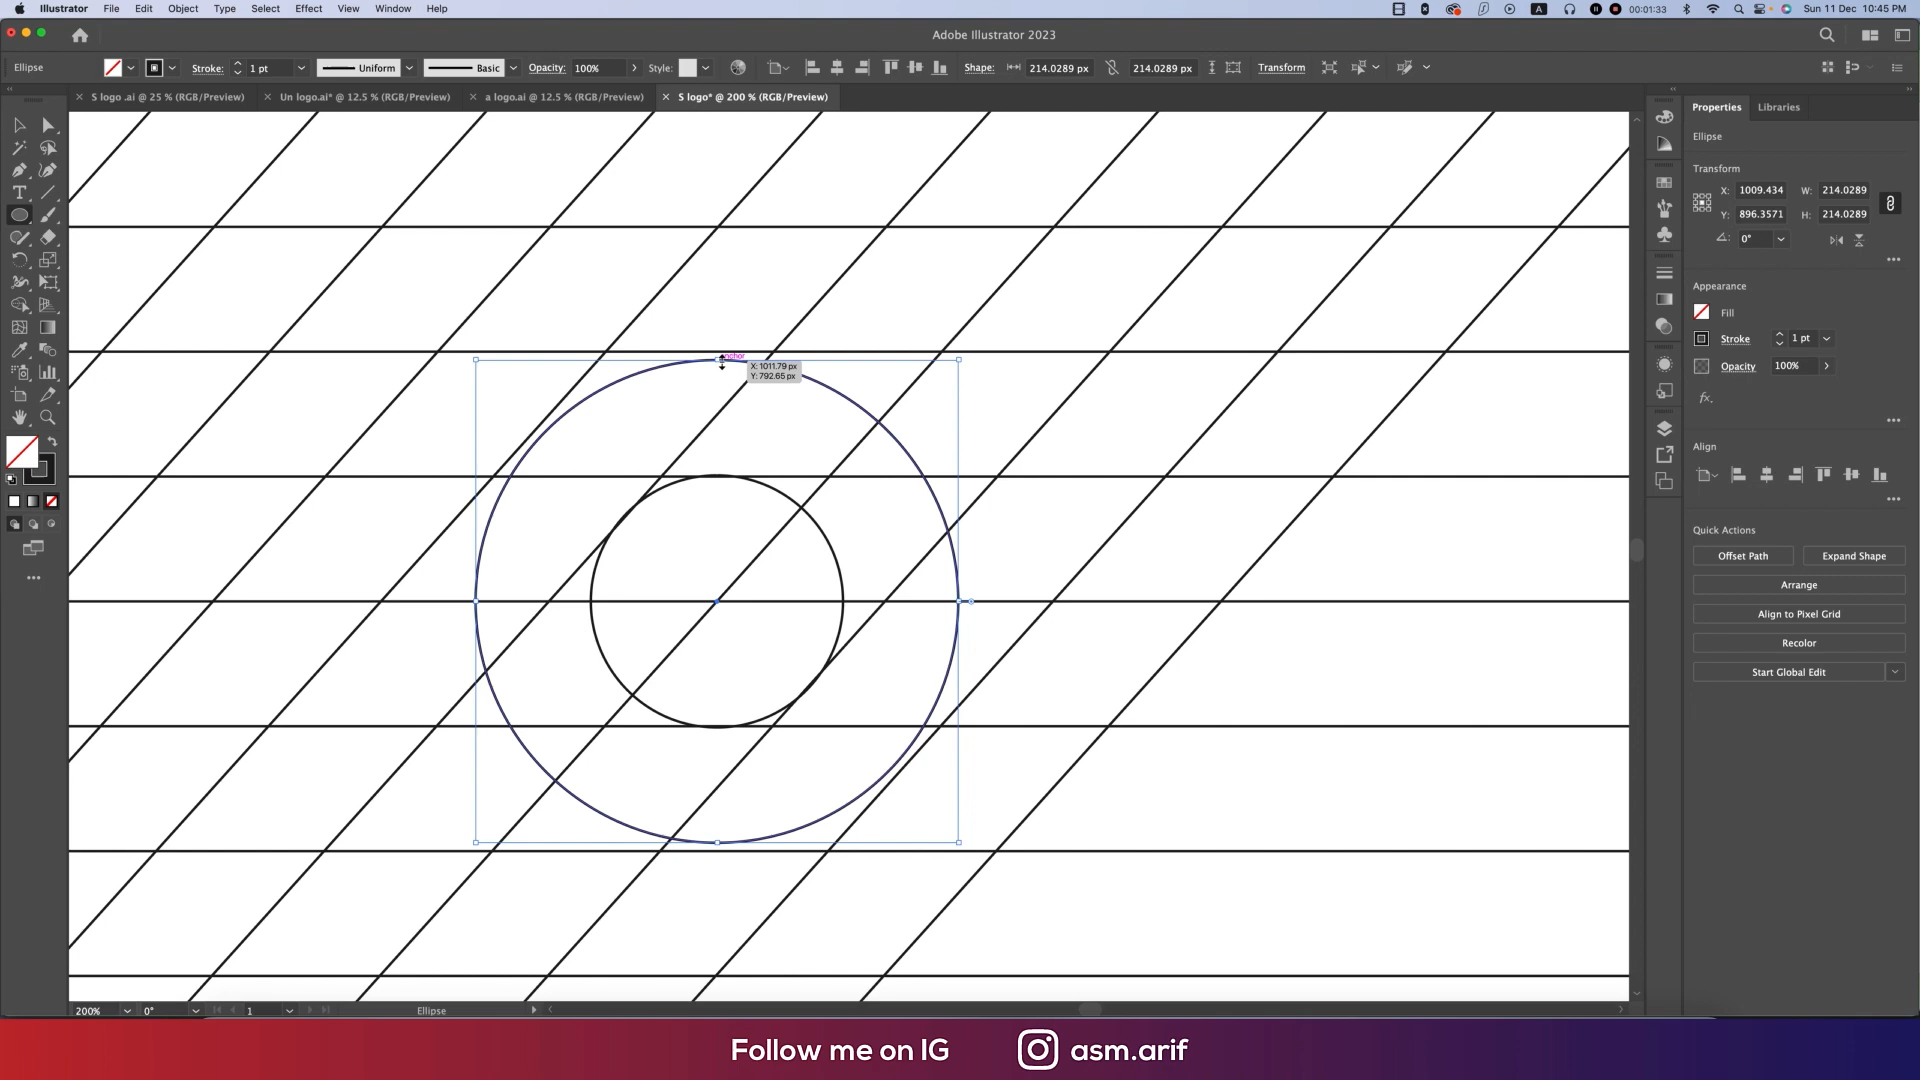 Illustrator File Edit Object Type Select Effect View Window Help
A 00:01:33 Sun 11 Dec 10:45 PM
Adobe Illustrator 2023
Ellipse Stroke: 1 pt Uniform Basic Opacity: 100% Style: Shape: 214.0289 px 214.0289 px Transform
S logo .ai @ 25 % (RGB/Preview) Un logo.ai* @ 12.5 % (RGB/Preview) a logo.ai @ 12.5 % (RGB/Preview) S logo* @ 200 % (RGB/Preview)
Properties Libraries
Ellipse
Transform
X: 1009.434 W: 214.0289
Y: 896.3571 H: 214.0289
0°
Appearance
Fill
Stroke 1 pt
Opacity 100%
fx.
Align
Quick Actions
Offset Path Expand Shape
Arrange
Align to Pixel Grid
Recolor
Start Global Edit
anchor
X: 1011.79 px
Y: 792.65 px
200% 0° 1 Ellipse
Follow me on IG asm.arif